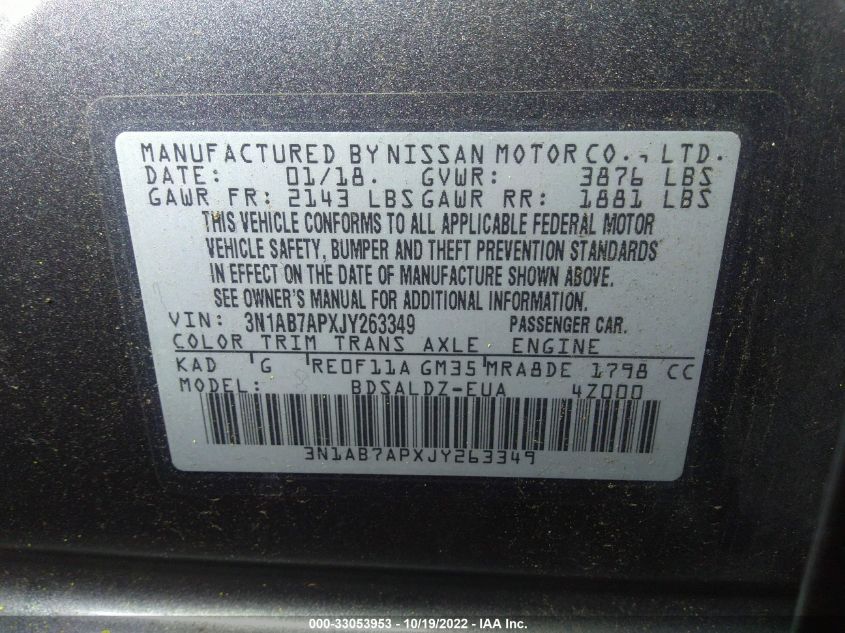 MANUFACTURED BY NISSAN MOTOR CO., LTD.
DATE: 01/18. GVWR: 3876 LBS
GAWR FR: 2143 LBS GAWR RR: 1881 LBS
THIS VEHICLE CONFORMS TO ALL APPLICABLE FEDERAL MOTOR
VEHICLE SAFETY, BUMPER AND THEFT PREVENTION STANDARDS
IN EFFECT ON THE DATE OF MANUFACTURE SHOWN ABOVE.
SEE OWNER'S MANUAL FOR ADDITIONAL INFORMATION.
VIN: 3N1AB7APXJY263349 PASSENGER CAR.
COLOR TRIM TRANS AXLE ENGINE
KAD G RE0F11A GM35 MRA8DE 1798 CC
MODEL: BDSALDZ-EUA 4Z000
3N1AB7APXJY263349
000-33053953 - 10/19/2022 - IAA Inc.